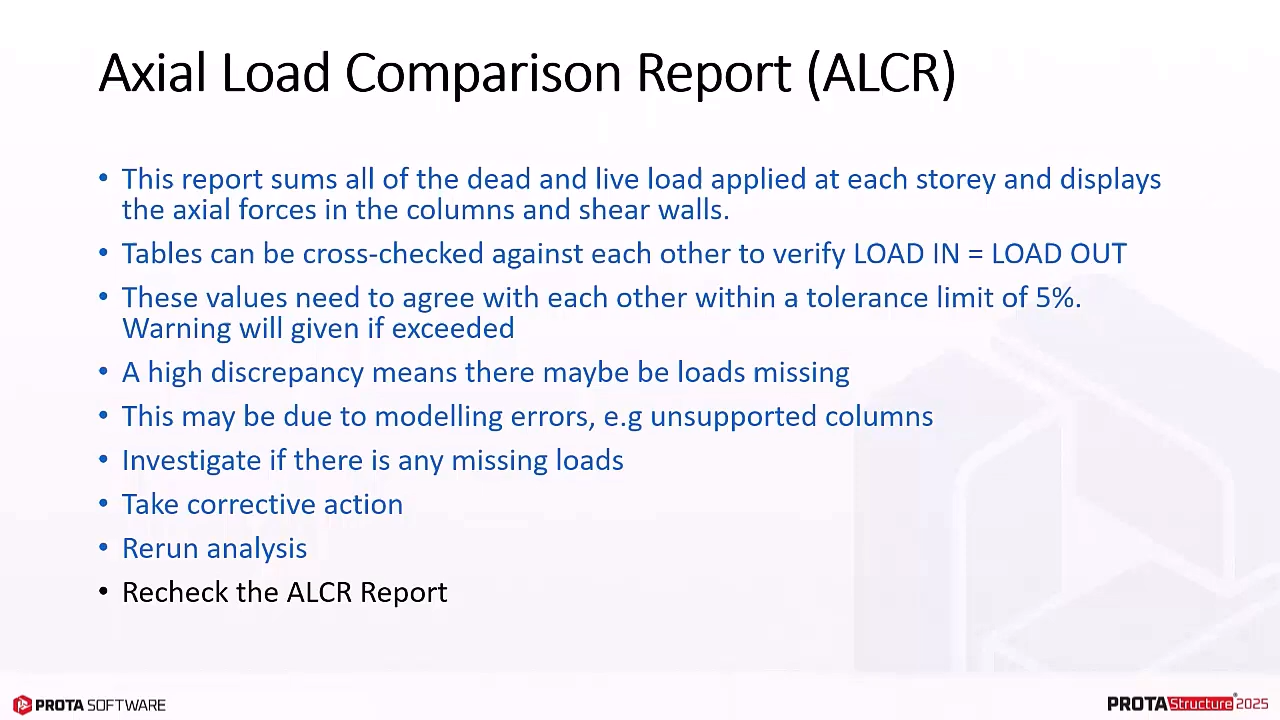 Axial Load Comparison Report (ALCR)
• This report sums all of the dead and live load applied at each storey and displays
the axial forces in the columns and shear walls.
• Tables can be cross-checked against each other to verify LOAD IN = LOAD OUT
• These values need to agree with each other within a tolerance limit of 5%.
Warning will given if exceeded
• A high discrepancy means there maybe be loads missing
• This may be due to modelling errors, e.g unsupported columns
• Investigate if there is any missing loads
• Take corrective action
• Rerun analysis
• Recheck the ALCR Report
PROTA SOFTWARE
PROTAStructure® 2025